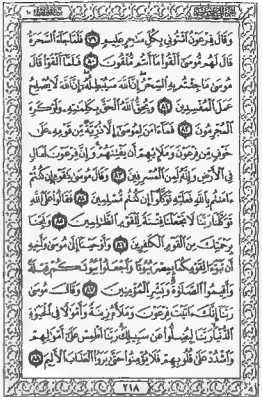 وَقَالَ فِرْعَوْنُ ٱئْتُونِى بِكُلِّ سَٰحِرٍ عَلِيمٍ ٧٩ فَلَمَّا جَآءَ ٱلسَّحَرَةُ
قَالَ لَهُم مُّوسَىٰٓ أَلْقُوا۟ مَآ أَنتُم مُّلْقُونَ ٨٠ فَلَمَّآ أَلْقَوْا۟ قَالَ
مُوسَىٰ مَا جِئْتُم بِهِ ٱلسِّحْرُ إِنَّ ٱللَّهَ سَيُبْطِلُهُۥٓ إِنَّ ٱللَّهَ لَا يُصْلِحُ
عَمَلَ ٱلْمُفْسِدِينَ ٨١ وَيُحِقُّ ٱللَّهُ ٱلْحَقَّ بِكَلِمَٰتِهِۦ وَلَوْ كَرِهَ
ٱلْمُجْرِمُونَ ٨٢ فَمَآ ءَامَنَ لِمُوسَىٰٓ إِلَّا ذُرِّيَّةٌ مِّن قَوْمِهِۦ عَلَىٰ
خَوْفٍ مِّن فِرْعَوْنَ وَمَلَإِي۟هِمْ أَن يَفْتِنَهُمْ وَإِنَّ فِرْعَوْنَ لَعَالٍ
فِى ٱلْأَرْضِ وَإِنَّهُۥ لَمِنَ ٱلْمُسْرِفِينَ ٨٣ وَقَالَ مُوسَىٰ يَٰقَوْمِ إِن كُنتُمْ
ءَامَنتُم بِٱللَّهِ فَعَلَيْهِ تَوَكَّلُوٓا۟ إِن كُنتُم مُّسْلِمِينَ ٨٤ فَقَالُوا۟ عَلَى ٱللَّهِ
تَوَكَّلْنَا رَبَّنَا لَا تَجْعَلْنَا فِتْنَةً لِّلْقَوْمِ ٱلظَّٰلِمِينَ ٨٥ وَنَجِّنَا
بِرَحْمَتِكَ مِنَ ٱلْقَوْمِ ٱلْكَٰفِرِينَ ٨٦ وَأَوْحَيْنَآ إِلَىٰ مُوسَىٰ وَأَخِيهِ
أَن تَبَوَّءَا لِقَوْمِكُمَا بِمِصْرَ بُيُوتًا وَٱجْعَلُوا۟ بُيُوتَكُمْ قِبْلَةً
وَأَقِيمُوا۟ ٱلصَّلَوٰةَ وَبَشِّرِ ٱلْمُؤْمِنِينَ ٨٧ وَقَالَ مُوسَىٰ
رَبَّنَآ إِنَّكَ ءَاتَيْتَ فِرْعَوْنَ وَمَلَأَهُۥ زِينَةً وَأَمْوَٰلًا فِى ٱلْحَيَوٰةِ
ٱلدُّنْيَا رَبَّنَا لِيُضِلُّوا۟ عَن سَبِيلِكَ رَبَّنَا ٱطْمِسْ عَلَىٰٓ أَمْوَٰلِهِمْ
وَٱشْدُدْ عَلَىٰ قُلُوبِهِمْ فَلَا يُؤْمِنُوا۟ حَتَّىٰ يَرَوُا۟ ٱلْعَذَابَ ٱلْأَلِيمَ ٨٨
٢١٨